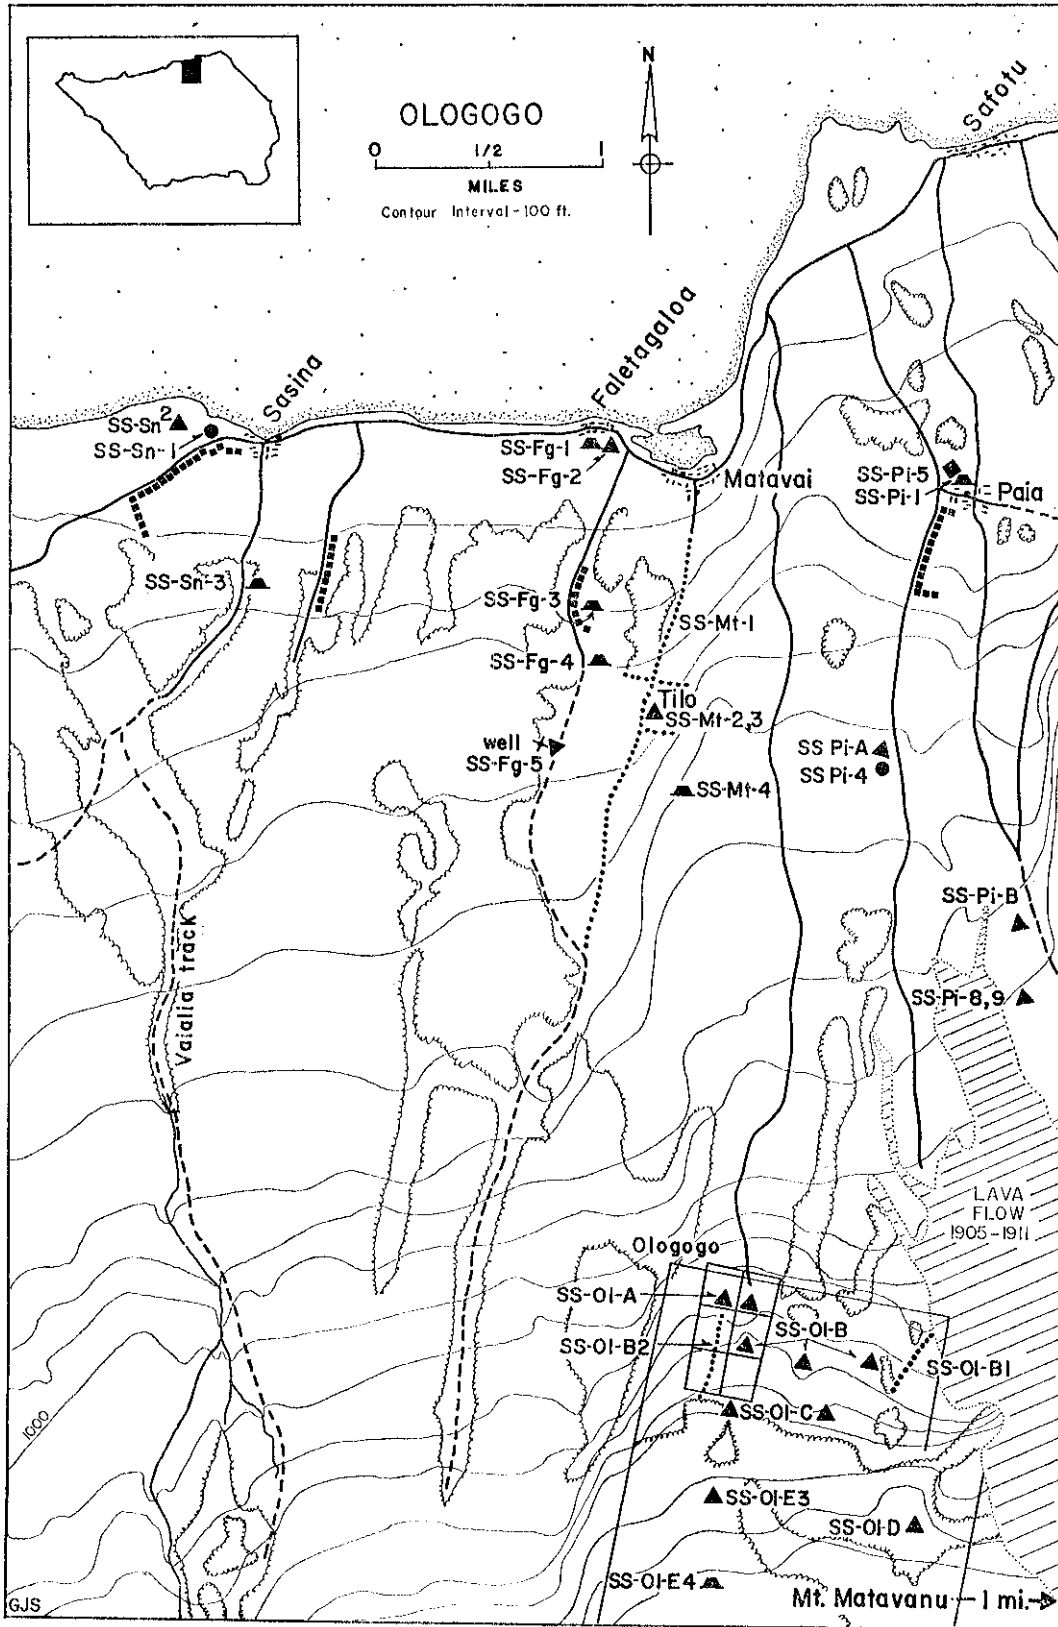 N
OLOGOGO
0 1/2 1
MILES
Contour Interval-100 ft.
Safotu
Faletagaloa
Sasina
SS-Sn2
SS-Sn-1
SS-Fg-1
SS-Fg-2
Matavai
SS-Pi-5
SS-Pi-1
Paia
SS-Sn-3
SS-Fg-3
SS-Mt-1
SS-Fg-4
Tilo
SS-Mt-2,3
well
SS-Fg-5
SS Pi-A
SS Pi-4
SS-Mt-4
SS-Pi-B
Vaialia track
SS-Pi-8,9
LAVA
FLOW
1905-1911
Ologogo
SS-Ol-A
SS-Ol-B
SS-Ol-B2
SS-Ol-B1
SS-Ol-C
1000
SS-Ol-E3
SS-Ol-D
SS-Ol-E4
Mt. Matavanu - 1 mi.
GJS